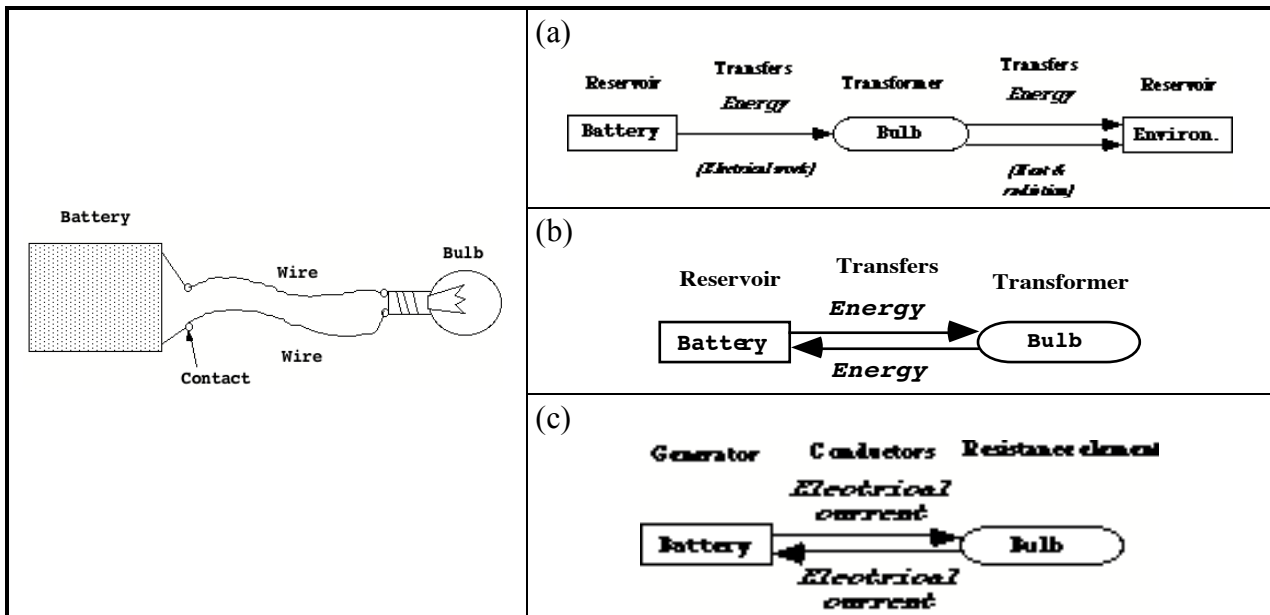 Battery
Bulb
Wire
Wire
Contact
(a)
Transfers Transfers
Reservoir Energy Transformer Energy Reservoir
Battery Bulb Environ.
(Electrical work) (Heat &
radiation)
(b)
Reservoir Transfers Transformer
Energy
Battery Bulb
Energy
(c)
Generator Conductors Resistance element
Electrical
current
Battery Bulb
Electrical
current